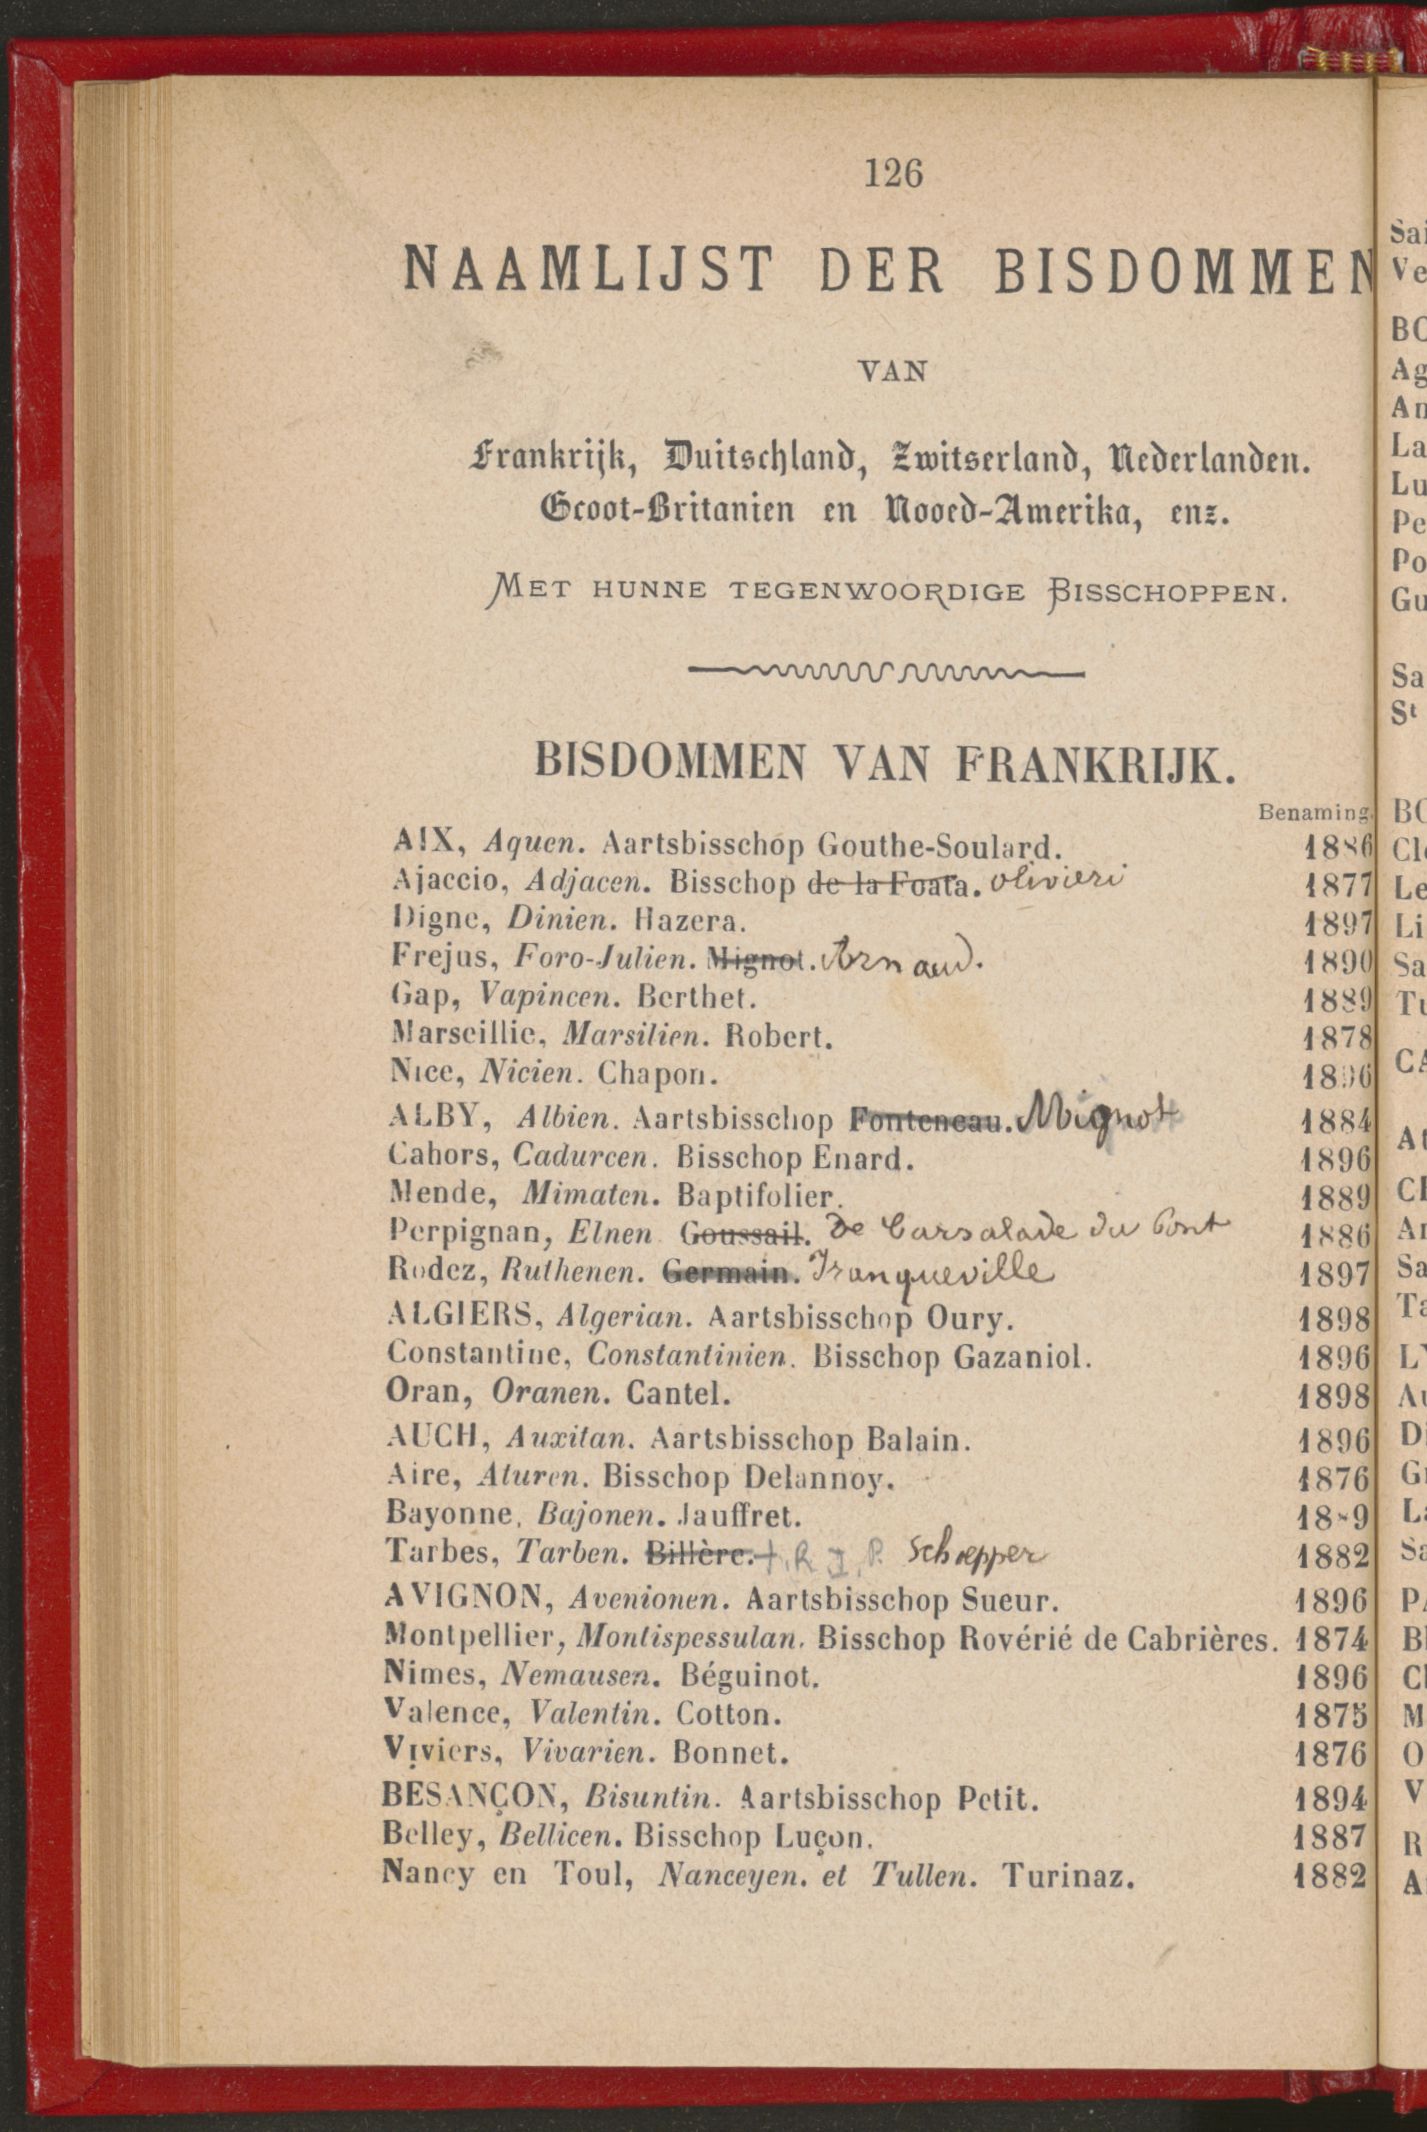 126
NAAMLIJST DER BISDOMMEN
VAN
Frankrijk, Duitschland, Zwitserland, Nederlanden.
Gcoot-Britanien en Nooed-Amerika, enz.
MET HUNNE TEGENWOORDIGE BISSCHOPPEN.
BISDOMMEN VAN FRANKRIJK.
Benaming.
AIX, Aquen. Aartsbisschop Gouthe-Soulard. 1886
Ajaccio, Adjacen. Bisschop de la Foata. Olivieri 1877
Digne, Dinien. Hazera. 1897
Frejus, Foro-Julien. Mignot. Arnaud. 1890
Gap, Vapincen. Berthet. 1889
Marseillie, Marsilien. Robert. 1878
Nice, Nicien. Chapon. 1896
ALBY, Albien. Aartsbisschop Fonteneau. Mignot 1884
Cahors, Cadurcen. Bisschop Enard. 1896
Mende, Mimaten. Baptifolier. 1889
Perpignan, Elnen. Goussail. de Carsalade du Pont 1886
Rodez, Ruthenen. Germain. Franqueville 1897
ALGIERS, Algerian. Aartsbisschop Oury. 1898
Constantine, Constantinien. Bisschop Gazaniol. 1896
Oran, Oranen. Cantel. 1898
AUCH, Auxitan. Aartsbisschop Balain. 1896
Aire, Aturen. Bisschop Delannoy. 1876
Bayonne, Bajonen. Jauffret. 1889
Tarbes, Tarben. Billère. †. R. I. P. Schœpper 1882
AVIGNON, Avenionen. Aartsbisschop Sueur. 1896
Montpellier, Montispessulan. Bisschop Rovérié de Cabrières. 1874
Nimes, Nemausen. Béguinot. 1896
Valence, Valentin. Cotton. 1875
Viviers, Vivarien. Bonnet. 1876
BESANÇON, Bisuntin. Aartsbisschop Petit. 1894
Belley, Bellicen. Bisschop Luçon. 1887
Nancy en Toul, Nanceyen. et Tullen. Turinaz. 1882